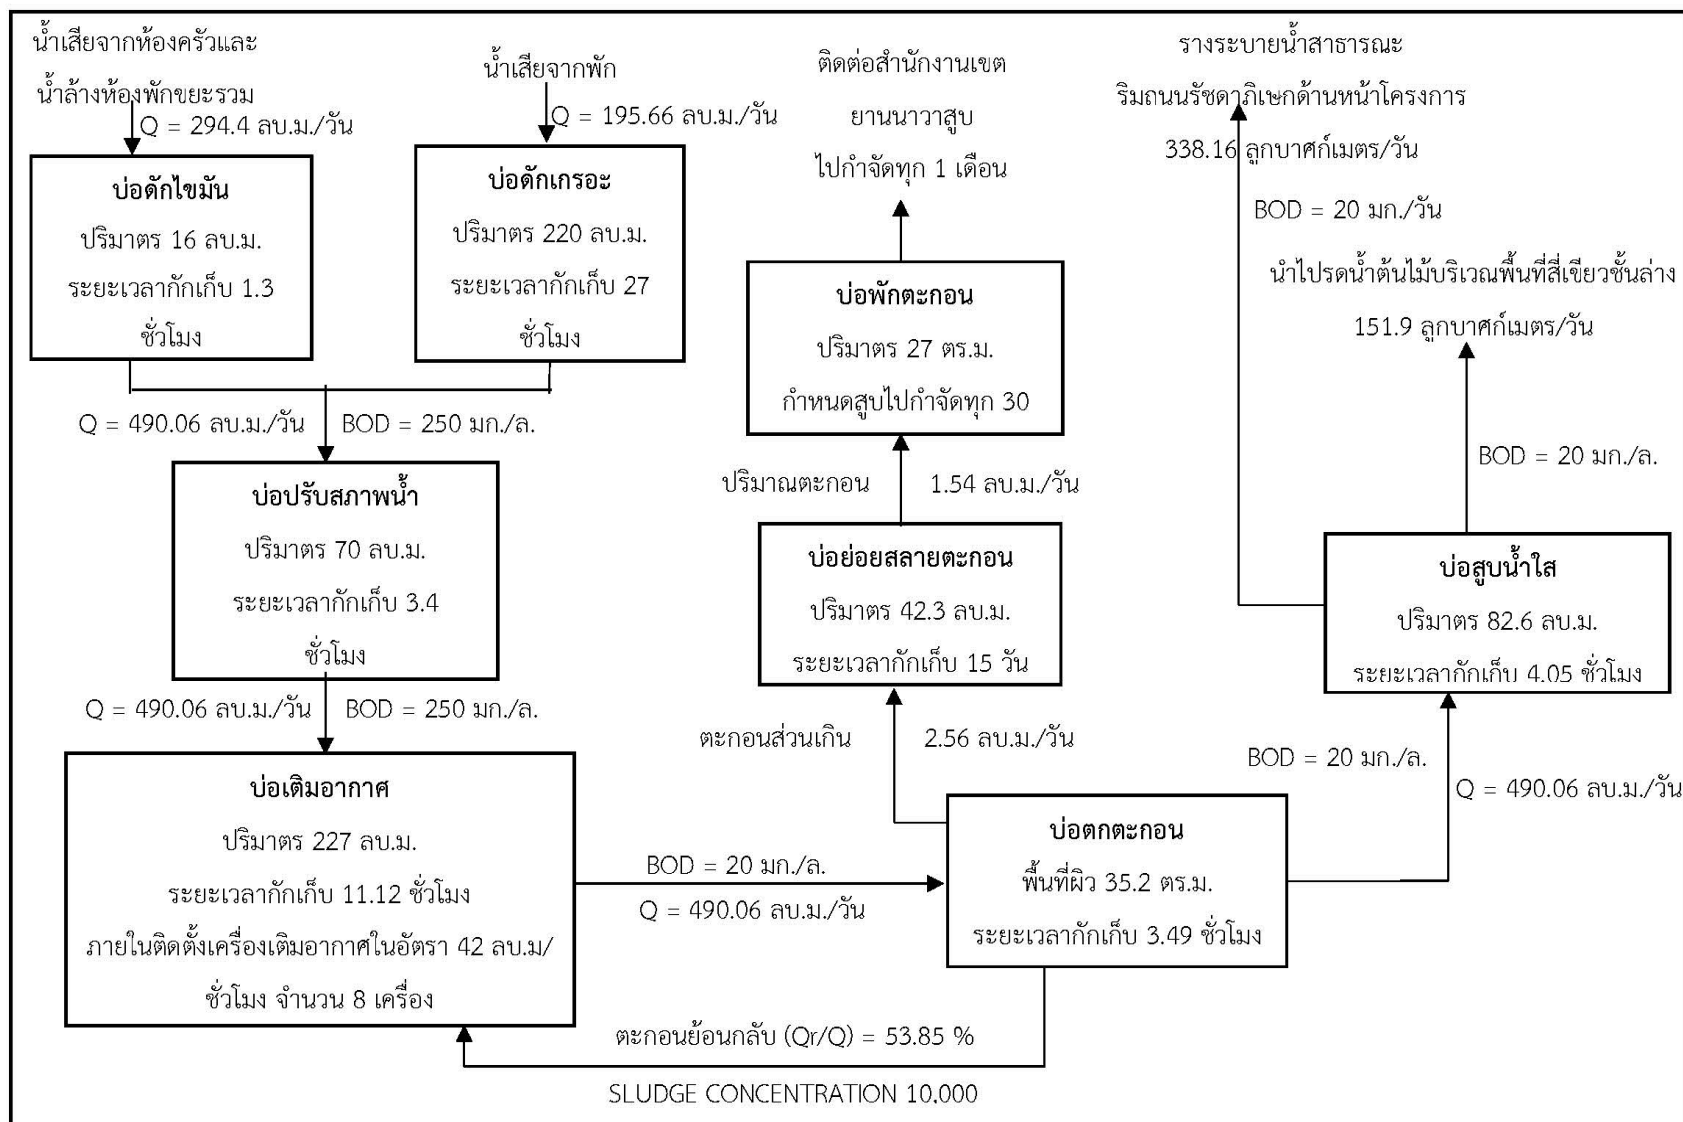 น้ำเสียจากห้องครัวและ
น้ำล้างห้องพักขยะรวม
Q = 294.4 ลบ.ม./วัน
บ่อดักไขมัน
ปริมาตร 16 ลบ.ม.
ระยะเวลากักเก็บ 1.3
ชั่วโมง
น้ำเสียจากพัก
Q = 195.66 ลบ.ม./วัน
บ่อดักเกรอะ
ปริมาตร 220 ลบ.ม.
ระยะเวลากักเก็บ 27
ชั่วโมง
Q = 490.06 ลบ.ม./วัน
BOD = 250 มก./ล.
บ่อปรับสภาพน้ำ
ปริมาตร 70 ลบ.ม.
ระยะเวลากักเก็บ 3.4
ชั่วโมง
Q = 490.06 ลบ.ม./วัน
BOD = 250 มก./ล.
บ่อเติมอากาศ
ปริมาตร 227 ลบ.ม.
ระยะเวลากักเก็บ 11.12 ชั่วโมง
ภายในติดตั้งเครื่องเติมอากาศในอัตรา 42 ลบ.ม/
ชั่วโมง จำนวน 8 เครื่อง
BOD = 20 มก./ล.
Q = 490.06 ลบ.ม./วัน
บ่อตกตะกอน
พื้นที่ผิว 35.2 ตร.ม.
ระยะเวลากักเก็บ 3.49 ชั่วโมง
ตะกอนย้อนกลับ (Qr/Q) = 53.85 %
SLUDGE CONCENTRATION 10,000
ตะกอนส่วนเกิน
2.56 ลบ.ม./วัน
บ่อย่อยสลายตะกอน
ปริมาตร 42.3 ลบ.ม.
ระยะเวลากักเก็บ 15 วัน
ปริมาณตะกอน
1.54 ลบ.ม./วัน
บ่อพักตะกอน
ปริมาตร 27 ตร.ม.
กำหนดสูบไปกำจัดทุก 30
ติดต่อสำนักงานเขต
ยานนาวาสูบ
ไปกำจัดทุก 1 เดือน
BOD = 20 มก./ล.
Q = 490.06 ลบ.ม./วัน
บ่อสูบน้ำใส
ปริมาตร 82.6 ลบ.ม.
ระยะเวลากักเก็บ 4.05 ชั่วโมง
BOD = 20 มก./ล.
นำไปรดน้ำต้นไม้บริเวณพื้นที่สี่เขียวชั้นล่าง
151.9 ลูกบาศก์เมตร/วัน
รางระบายน้ำสาธารณะ
ริมถนนรัชดาภิเษกด้านหน้าโครงการ
338.16 ลูกบาศก์เมตร/วัน
BOD = 20 มก./วัน